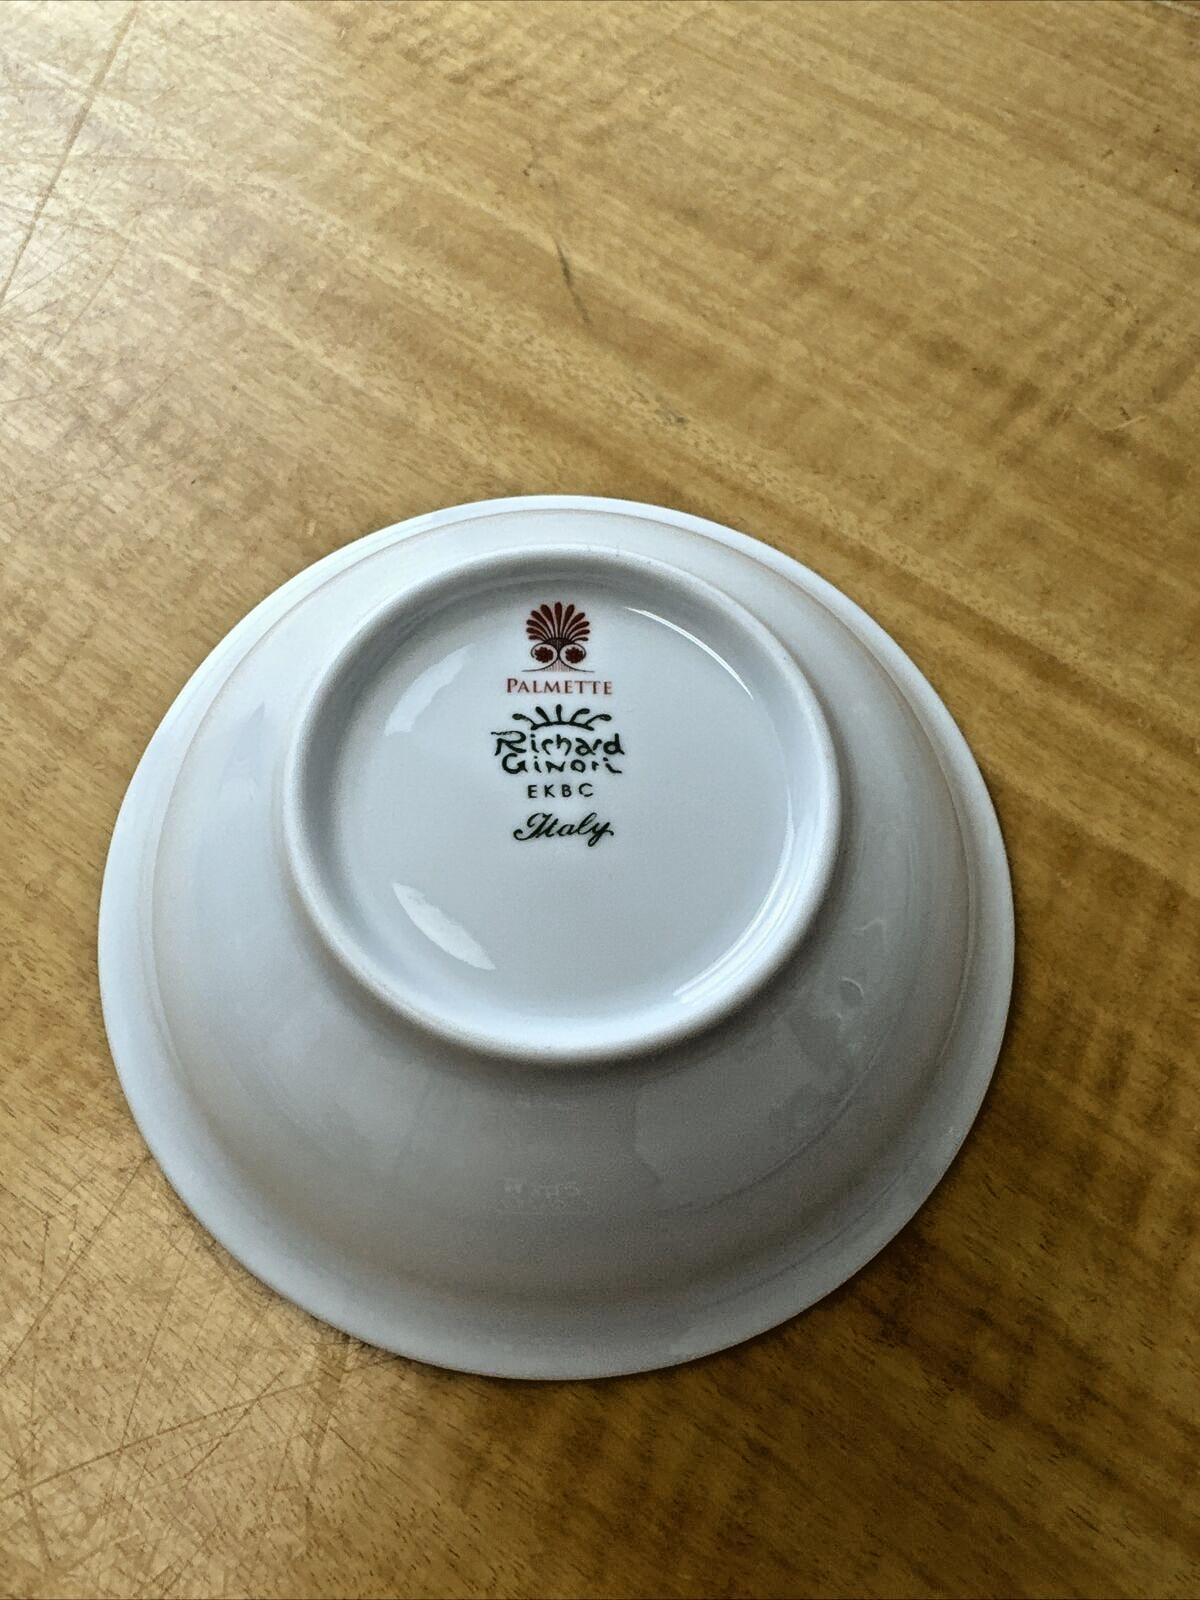 PALMETTE
Richard
Ginori
EKBC
Italy